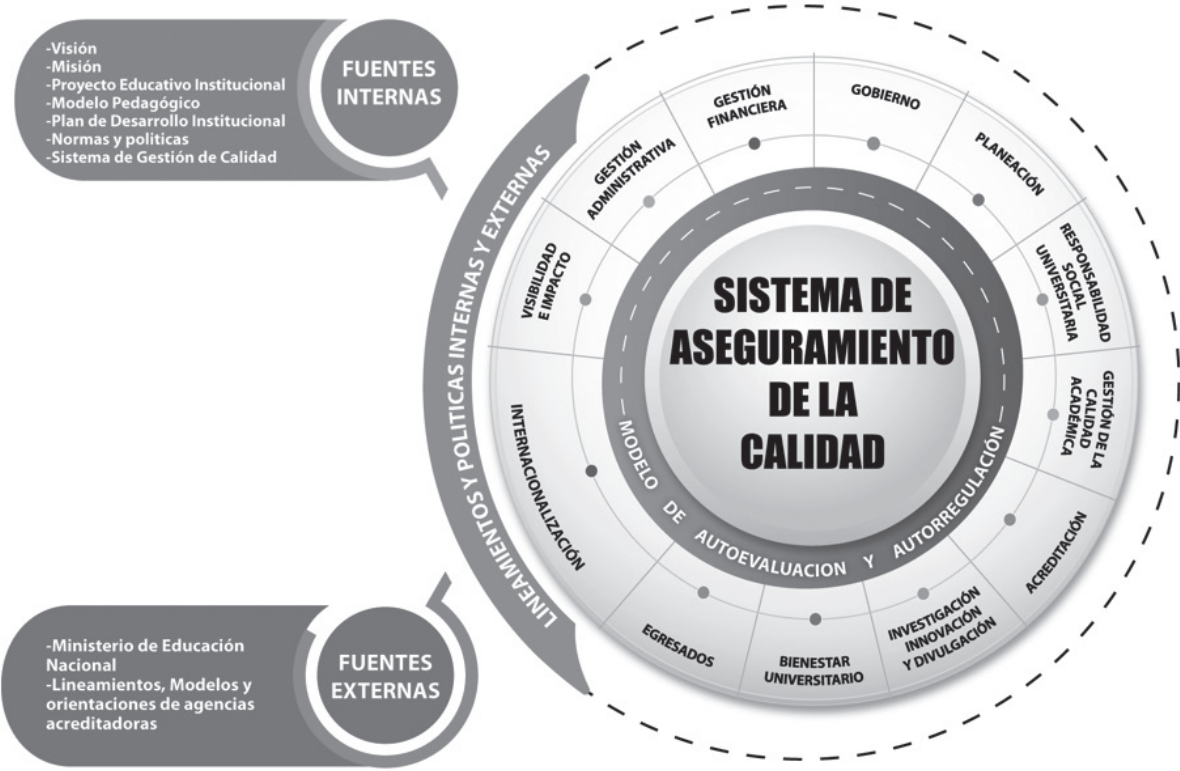 -Visión
-Misión
-Proyecto Educativo Institucional
-Modelo Pedagógico
-Plan de Desarrollo Institucional
-Normas y politicas
-Sistema de Gestión de Calidad
FUENTES
INTERNAS
LINEAMIENTOS Y POLITICAS INTERNAS Y EXTERNAS
GESTIÓN
FINANCIERA
GOBIERNO
PLANEACIÓN
RESPONSABILIDAD
SOCIAL
UNIVERSITARIA
GESTIÓN DE LA
CALIDAD
ACADÉMICA
ACREDITACIÓN
INVESTIGACIÓN
INNOVACIÓN
Y DIVULGACIÓN
BIENESTAR
UNIVERSITARIO
EGRESADOS
INTERNACIONALIZACIÓN
VISIBILIDAD
E IMPACTO
GESTIÓN
ADMINISTRATIVA
SISTEMA DE
ASEGURAMIENTO
DE LA
CALIDAD
MODELO DE AUTOEVALUACION Y AUTORREGULACIÓN
-Ministerio de Educación
Nacional
-Lineamientos, Modelos y
orientaciones de agencias
acreditadoras
FUENTES
EXTERNAS